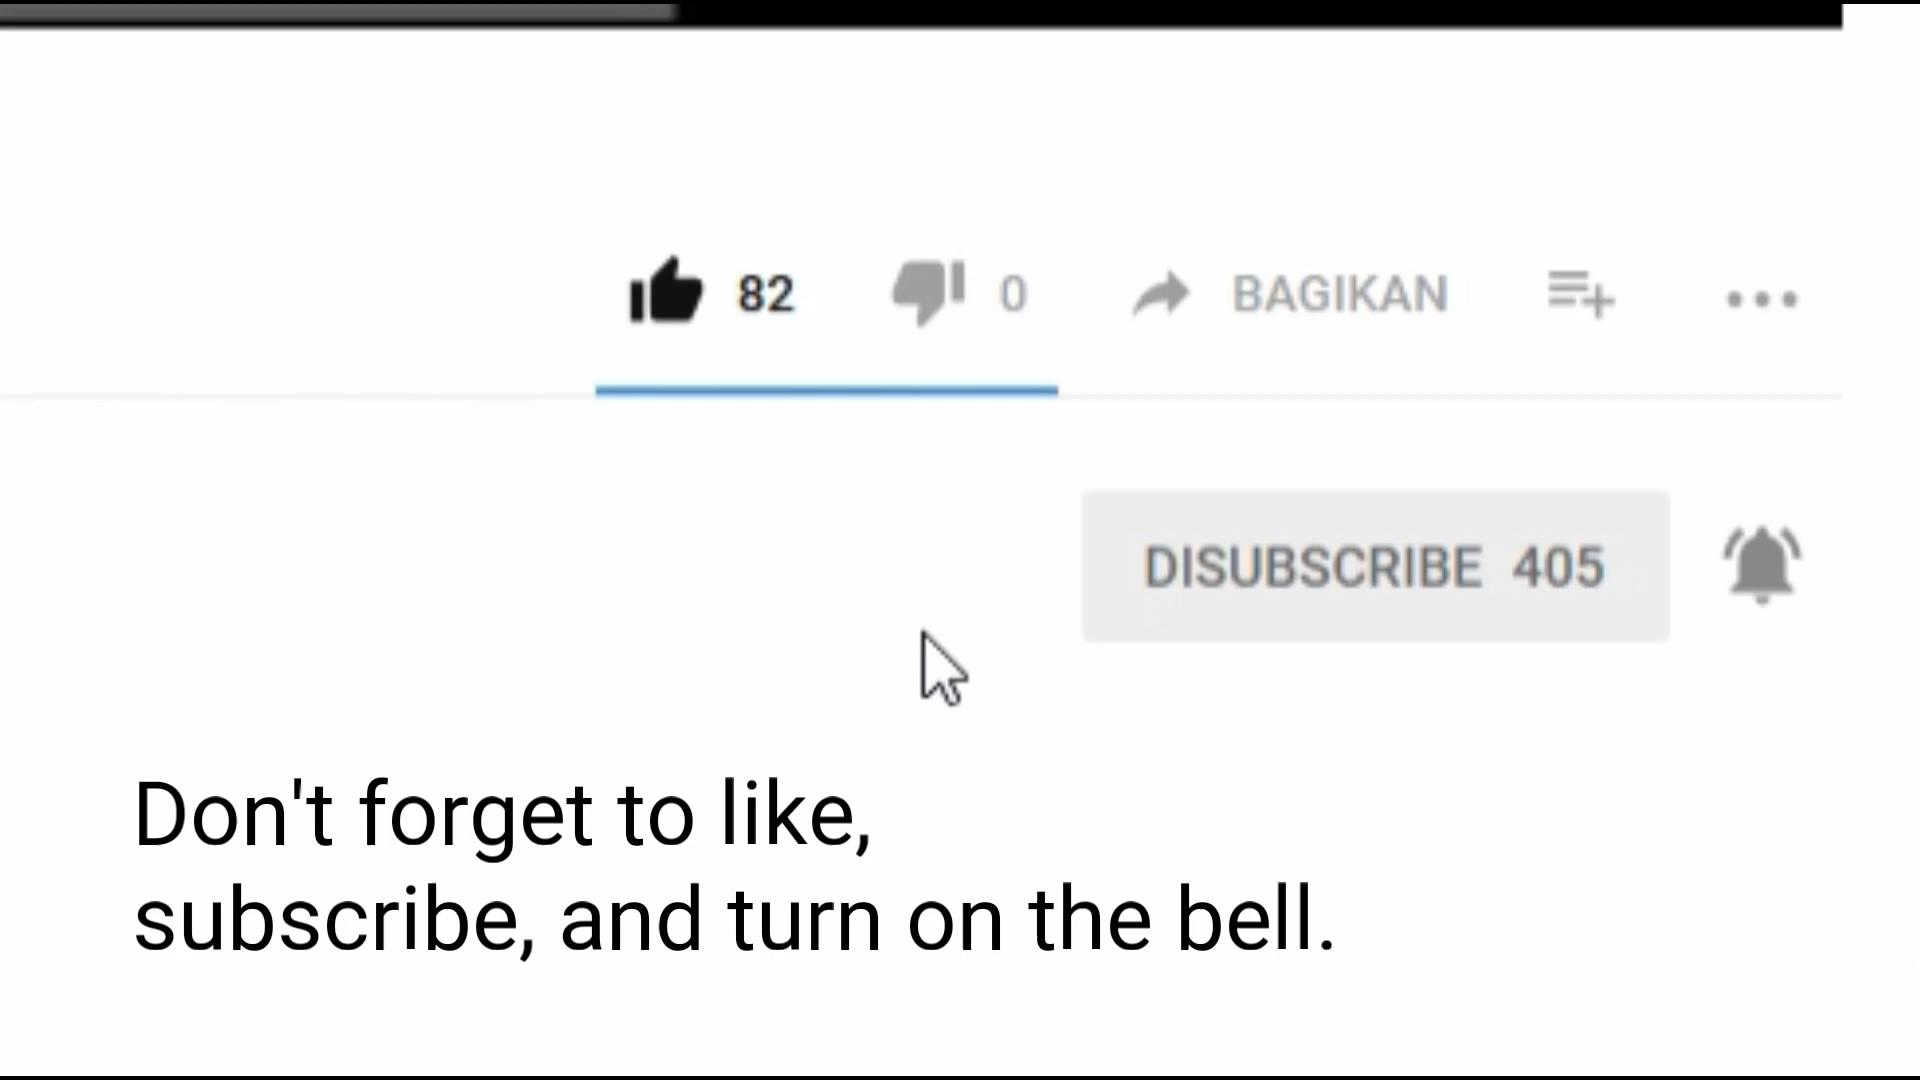 82 0 BAGIKAN
DISUBSCRIBE 405
Don't forget to like,
subscribe, and turn on the bell.